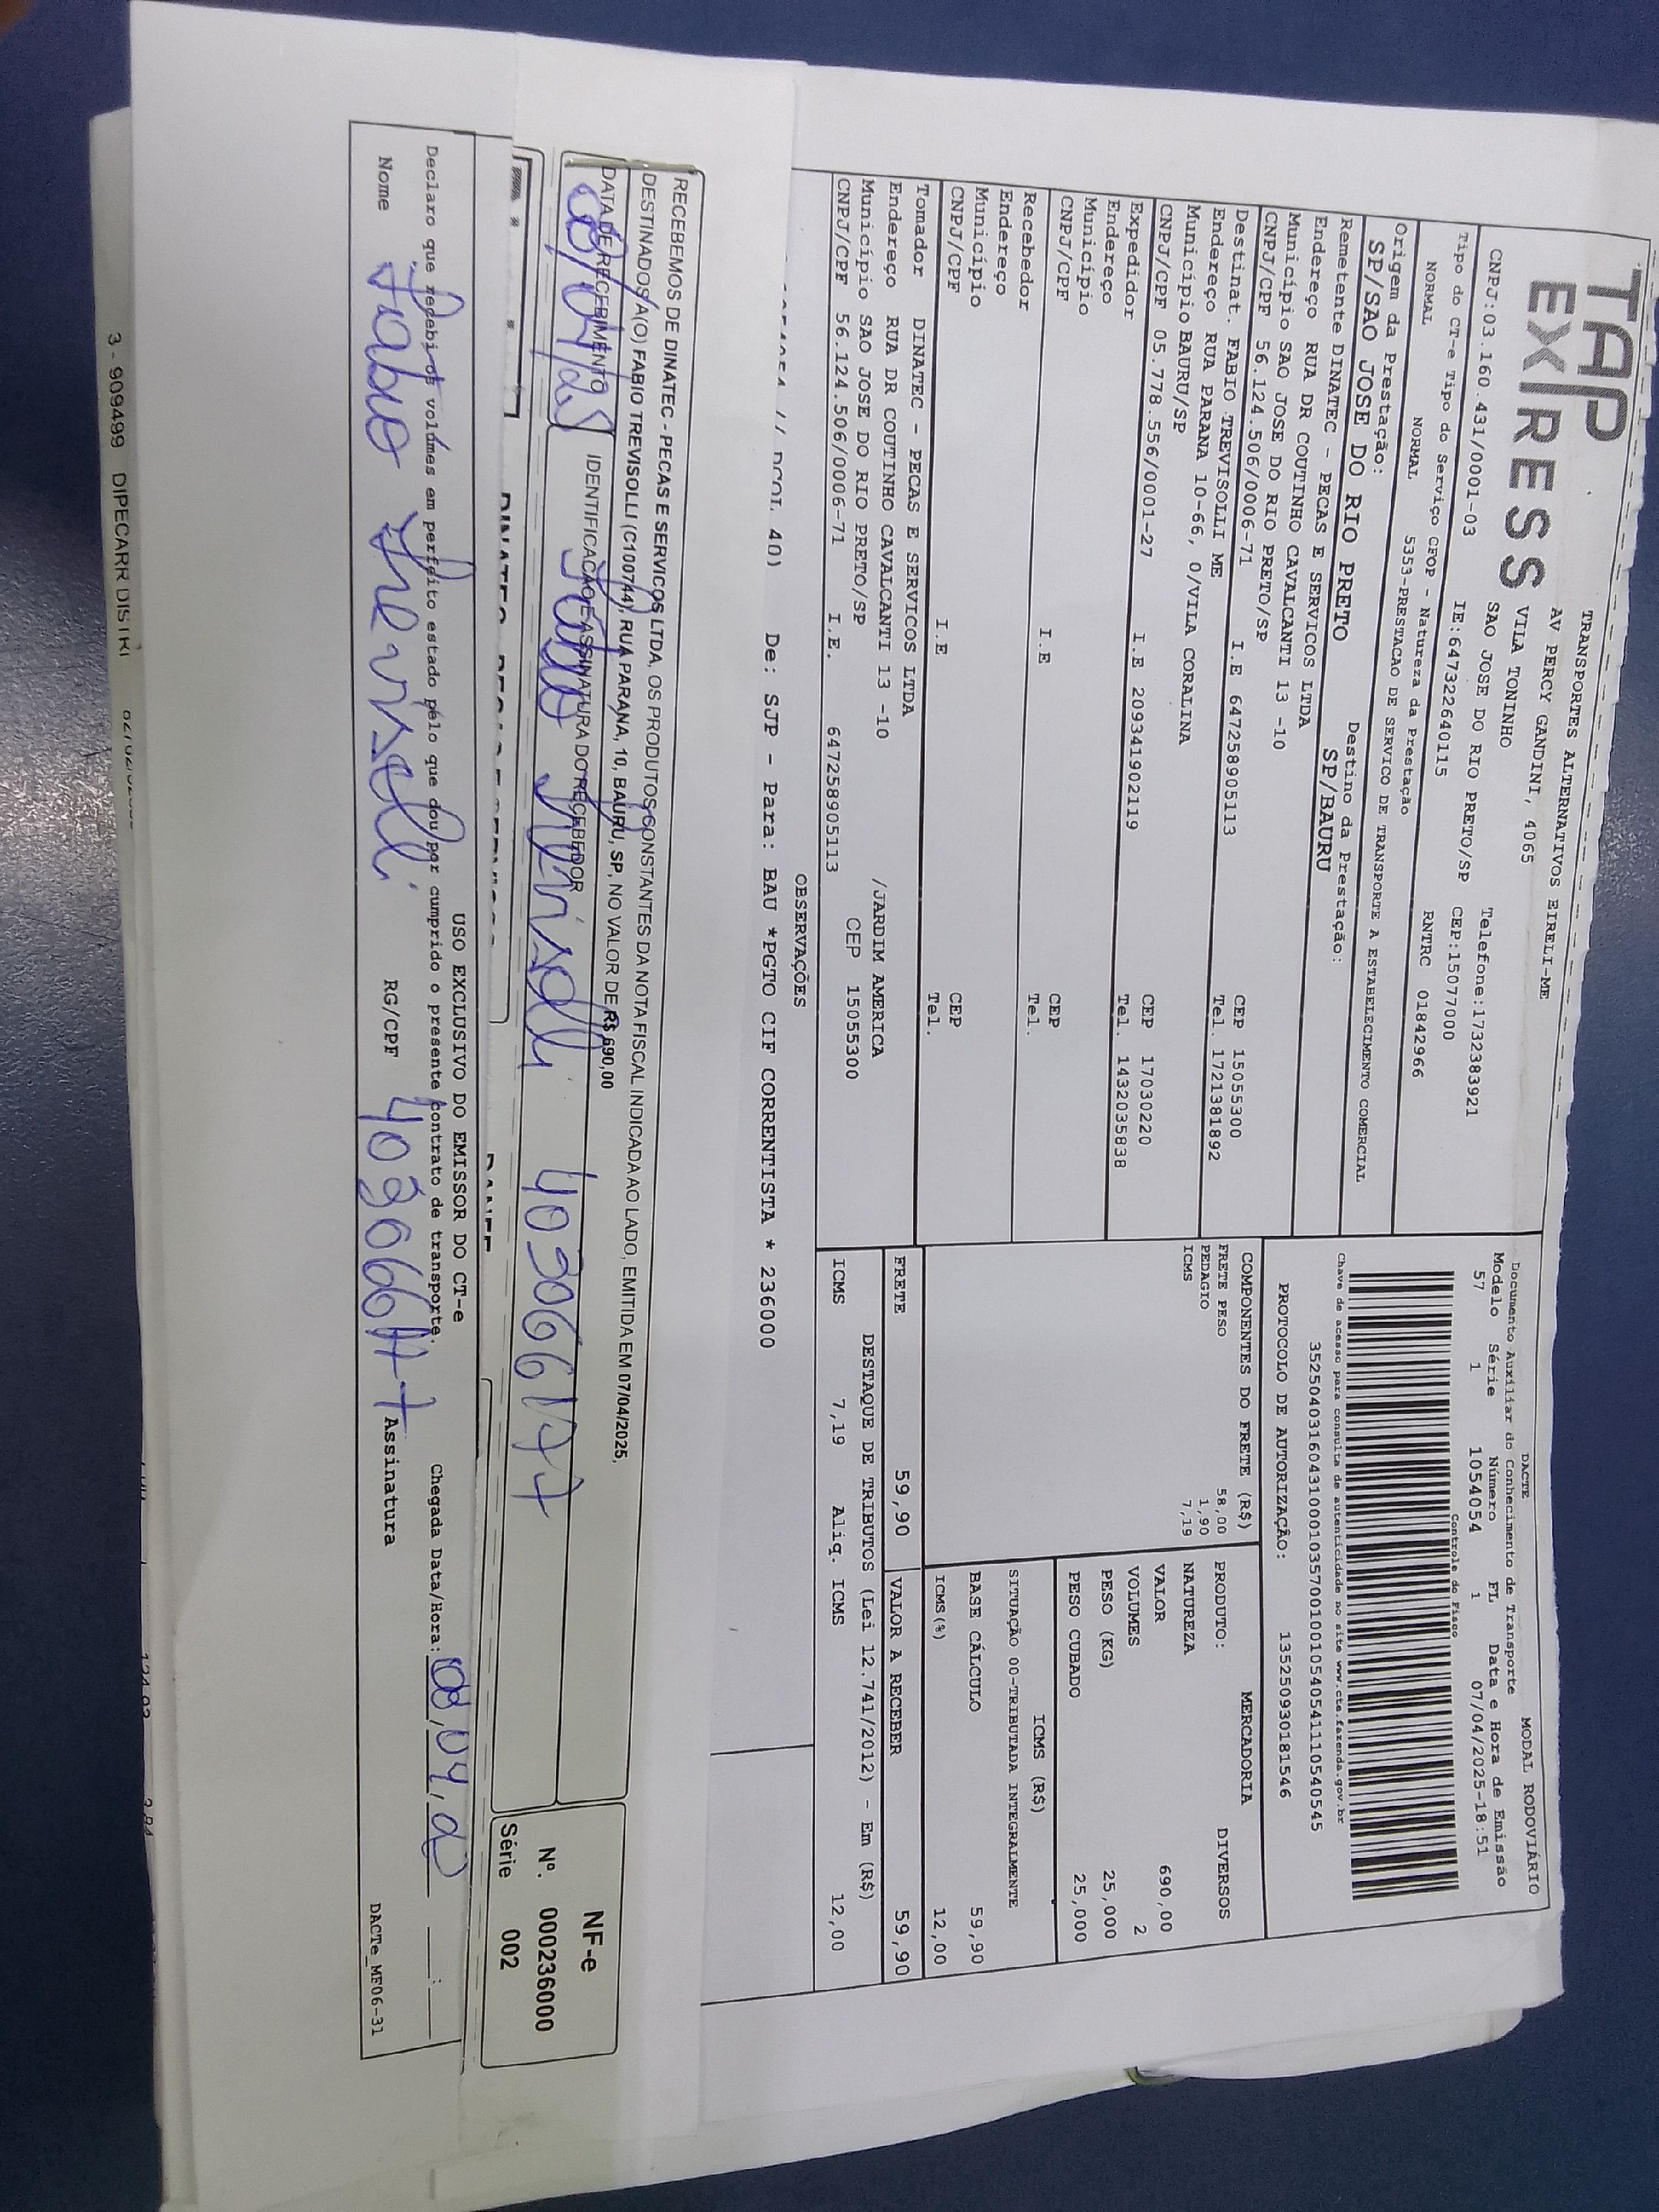 TAP
EXPRESS
TRANSPORTES ALTERNATIVOS EIRELI-ME
AV PERCY GANDINI, 4065
VILA TONINHO
SAO JOSE DO RIO PRETO/SP
Telefone:1732383921
CNPJ:03.160.431/0001-03 IE:647322640115 CEP:15077000
Tipo do CT-e Tipo do Serviço CFOP - Natureza da Prestação RNTRC 01842966
NORMAL NORMAL 5353-PRESTACAO DE SERVICO DE TRANSPORTE A ESTABELECIMENTO COMERCIAL
Origem da Prestação: Destino da Prestação:
SP/SAO JOSE DO RIO PRETO SP/BAURU
Remetente DINATEC - PECAS E SERVICOS LTDA
Endereço RUA DR COUTINHO CAVALCANTI 13 -10
Município SAO JOSE DO RIO PRETO/SP CEP 15055300
CNPJ/CPF 56.124.506/0006-71 I.E 647258905113 Tel. 1721381892
Destinat. FABIO TREVISOLLI ME
Endereço RUA PARANA 10-66, 0/VILA CORALINA
Município BAURU/SP CEP 17030220
CNPJ/CPF 05.778.556/0001-27 I.E 209341902119 Tel. 1432035838
Expedidor
Endereço
Município CEP
CNPJ/CPF I.E Tel.
Recebedor
Endereço
Município CEP
CNPJ/CPF I.E Tel.
Tomador DINATEC - PECAS E SERVICOS LTDA
Endereço RUA DR COUTINHO CAVALCANTI 13 -10 /JARDIM AMERICA
Município SAO JOSE DO RIO PRETO/SP CEP 15055300
CNPJ/CPF 56.124.506/0006-71 I.E. 647258905113
DACTE MODAL RODOVIÁRIO
Documento Auxiliar do Conhecimento de Transporte
Modelo Série Número FL Data e Hora de Emissão
57 1 1054054 1 07/04/2025-18:51
Controle do Fisco
Chave de acesso para consulta de autenticidade no site www.cte.fazenda.gov.br
35250403160431000103570010010540541110540545
PROTOCOLO DE AUTORIZAÇÃO: 135250930181546
COMPONENTES DO FRETE (R$)
FRETE PESO 58,00
PEDAGIO 1,90
ICMS 7,19
MERCADORIA
PRODUTO: DIVERSOS
NATUREZA
VALOR 690,00
VOLUMES 2
PESO (KG) 25,000
PESO CUBADO 25,000
ICMS (R$)
SITUAÇÃO 00-TRIBUTADA INTEGRALMENTE
BASE CÁLCULO 59,90
ICMS(%) 12,00
FRETE 59,90 VALOR A RECEBER 59,90
DESTAQUE DE TRIBUTOS (Lei 12.741/2012) - Em (R$)
ICMS 7,19 Aliq. ICMS 12,00
OBSERVAÇÕES
40) De: SJP - Para: BAU *PGTO CIF CORRENTISTA * 236000
RECEBEMOS DE DINATEC - PECAS E SERVICOS LTDA, OS PRODUTOS CONSTANTES DA NOTA FISCAL INDICADA AO LADO, EMITIDA EM 07/04/2025,
DESTINADOS A(O) FABIO TREVISOLLI (C100744), RUA PARANA, 10, BAURU, SP, NO VALOR DE R$ 690,00
DATA DE RECEBIMENTO IDENTIFICAÇÃO E ASSINATURA DO RECEBEDOR
08/04/25 Fabio Trevisolli
NF-e
Nº. 000236000
Série 002
USO EXCLUSIVO DO EMISSOR DO CT-e
Declaro que recebi os volumes em perfeito estado pelo que dou por cumprido o presente contrato de transporte. Chegada Data/Hora: 08,04,
Nome Fabio Trevisolli RG/CPF Assinatura
DACTe_MF06-31
3 - 909499 DIPECARR DISTRI